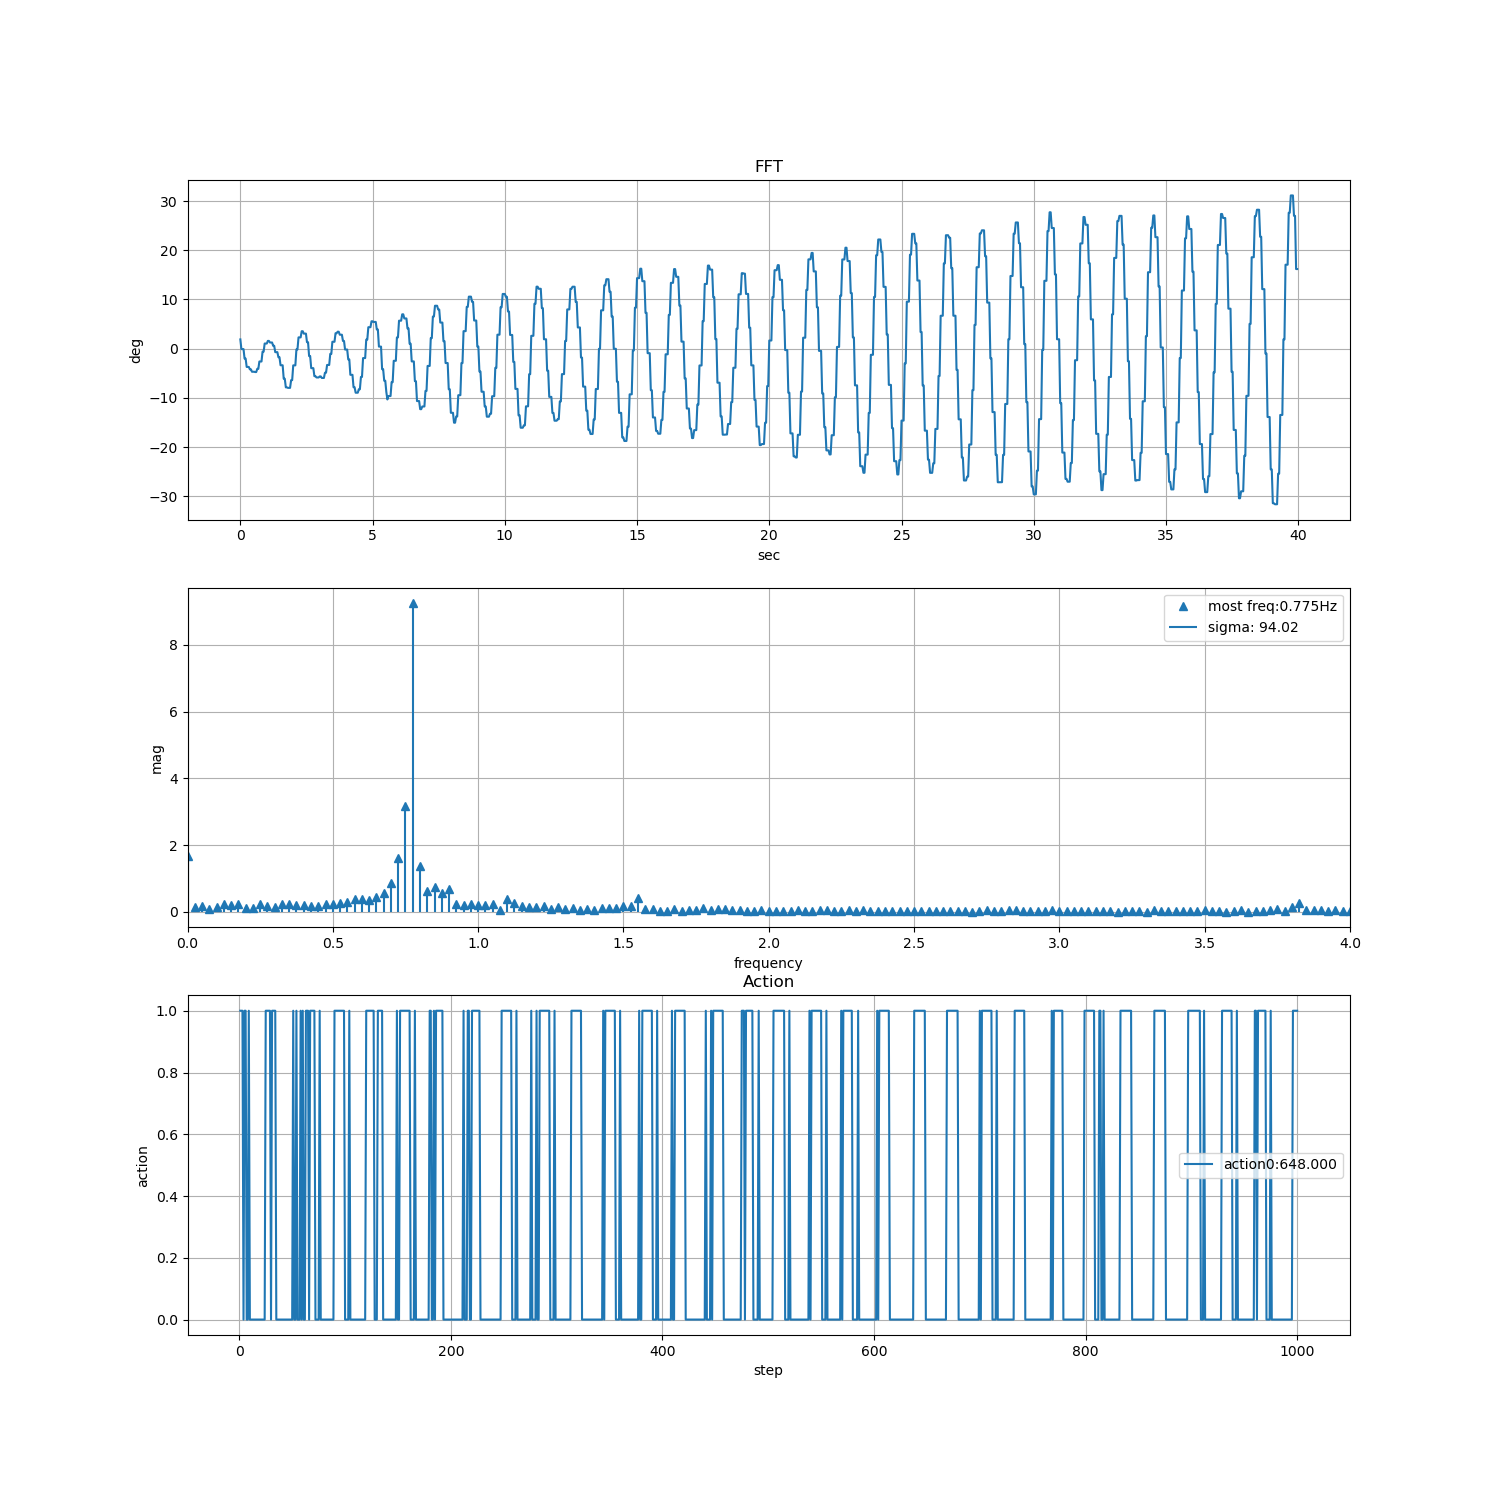 FFT
30
20
10
0
−10
−20
−30
deg
0 5 10 15 20 25 30 35 40
sec
most freq:0.775Hz
sigma: 94.02
8
6
4
2
0
mag
0.0 0.5 1.0 1.5 2.0 2.5 3.0 3.5 4.0
frequency
Action
1.0
0.8
0.6
0.4
0.2
0.0
action
action0:648.000
0 200 400 600 800 1000
step